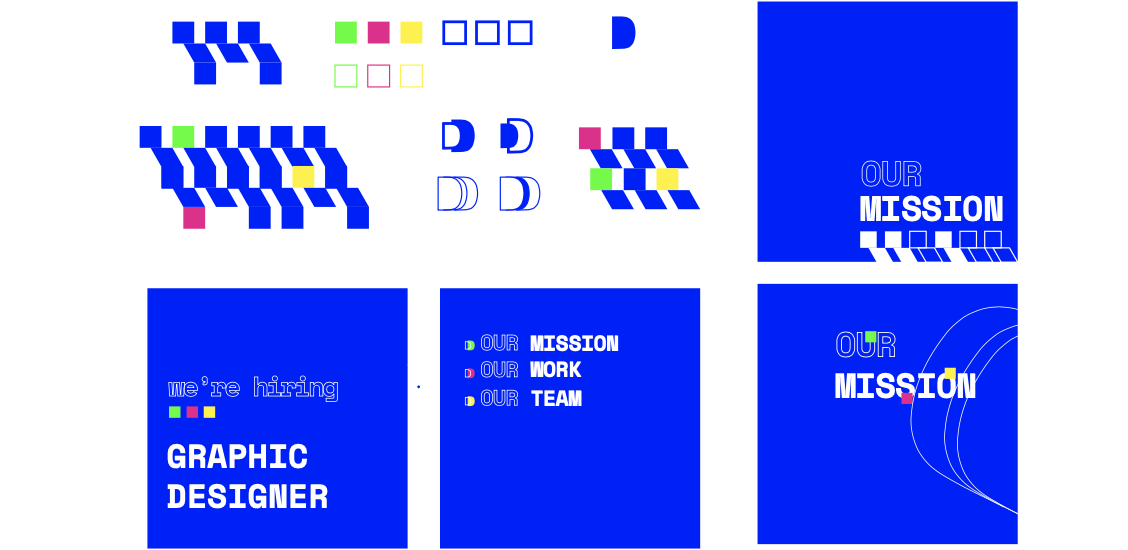 D
D D
D D
OUR
MISSION
we're hiring
GRAPHIC
DESIGNER
OUR MISSION
OUR WORK
OUR TEAM
OUR
MISSION